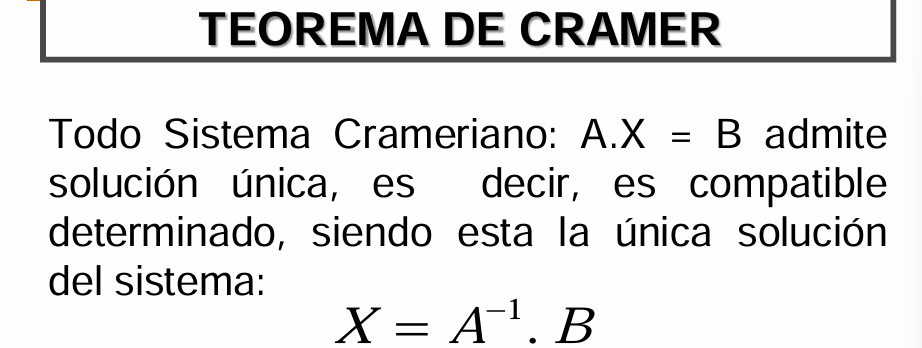 TEOREMA DE CRAMER
Todo Sistema Crameriano: A.X = B admite
solución única, es decir, es compatible
determinado, siendo esta la única solución
del sistema:
X = A⁻¹. B